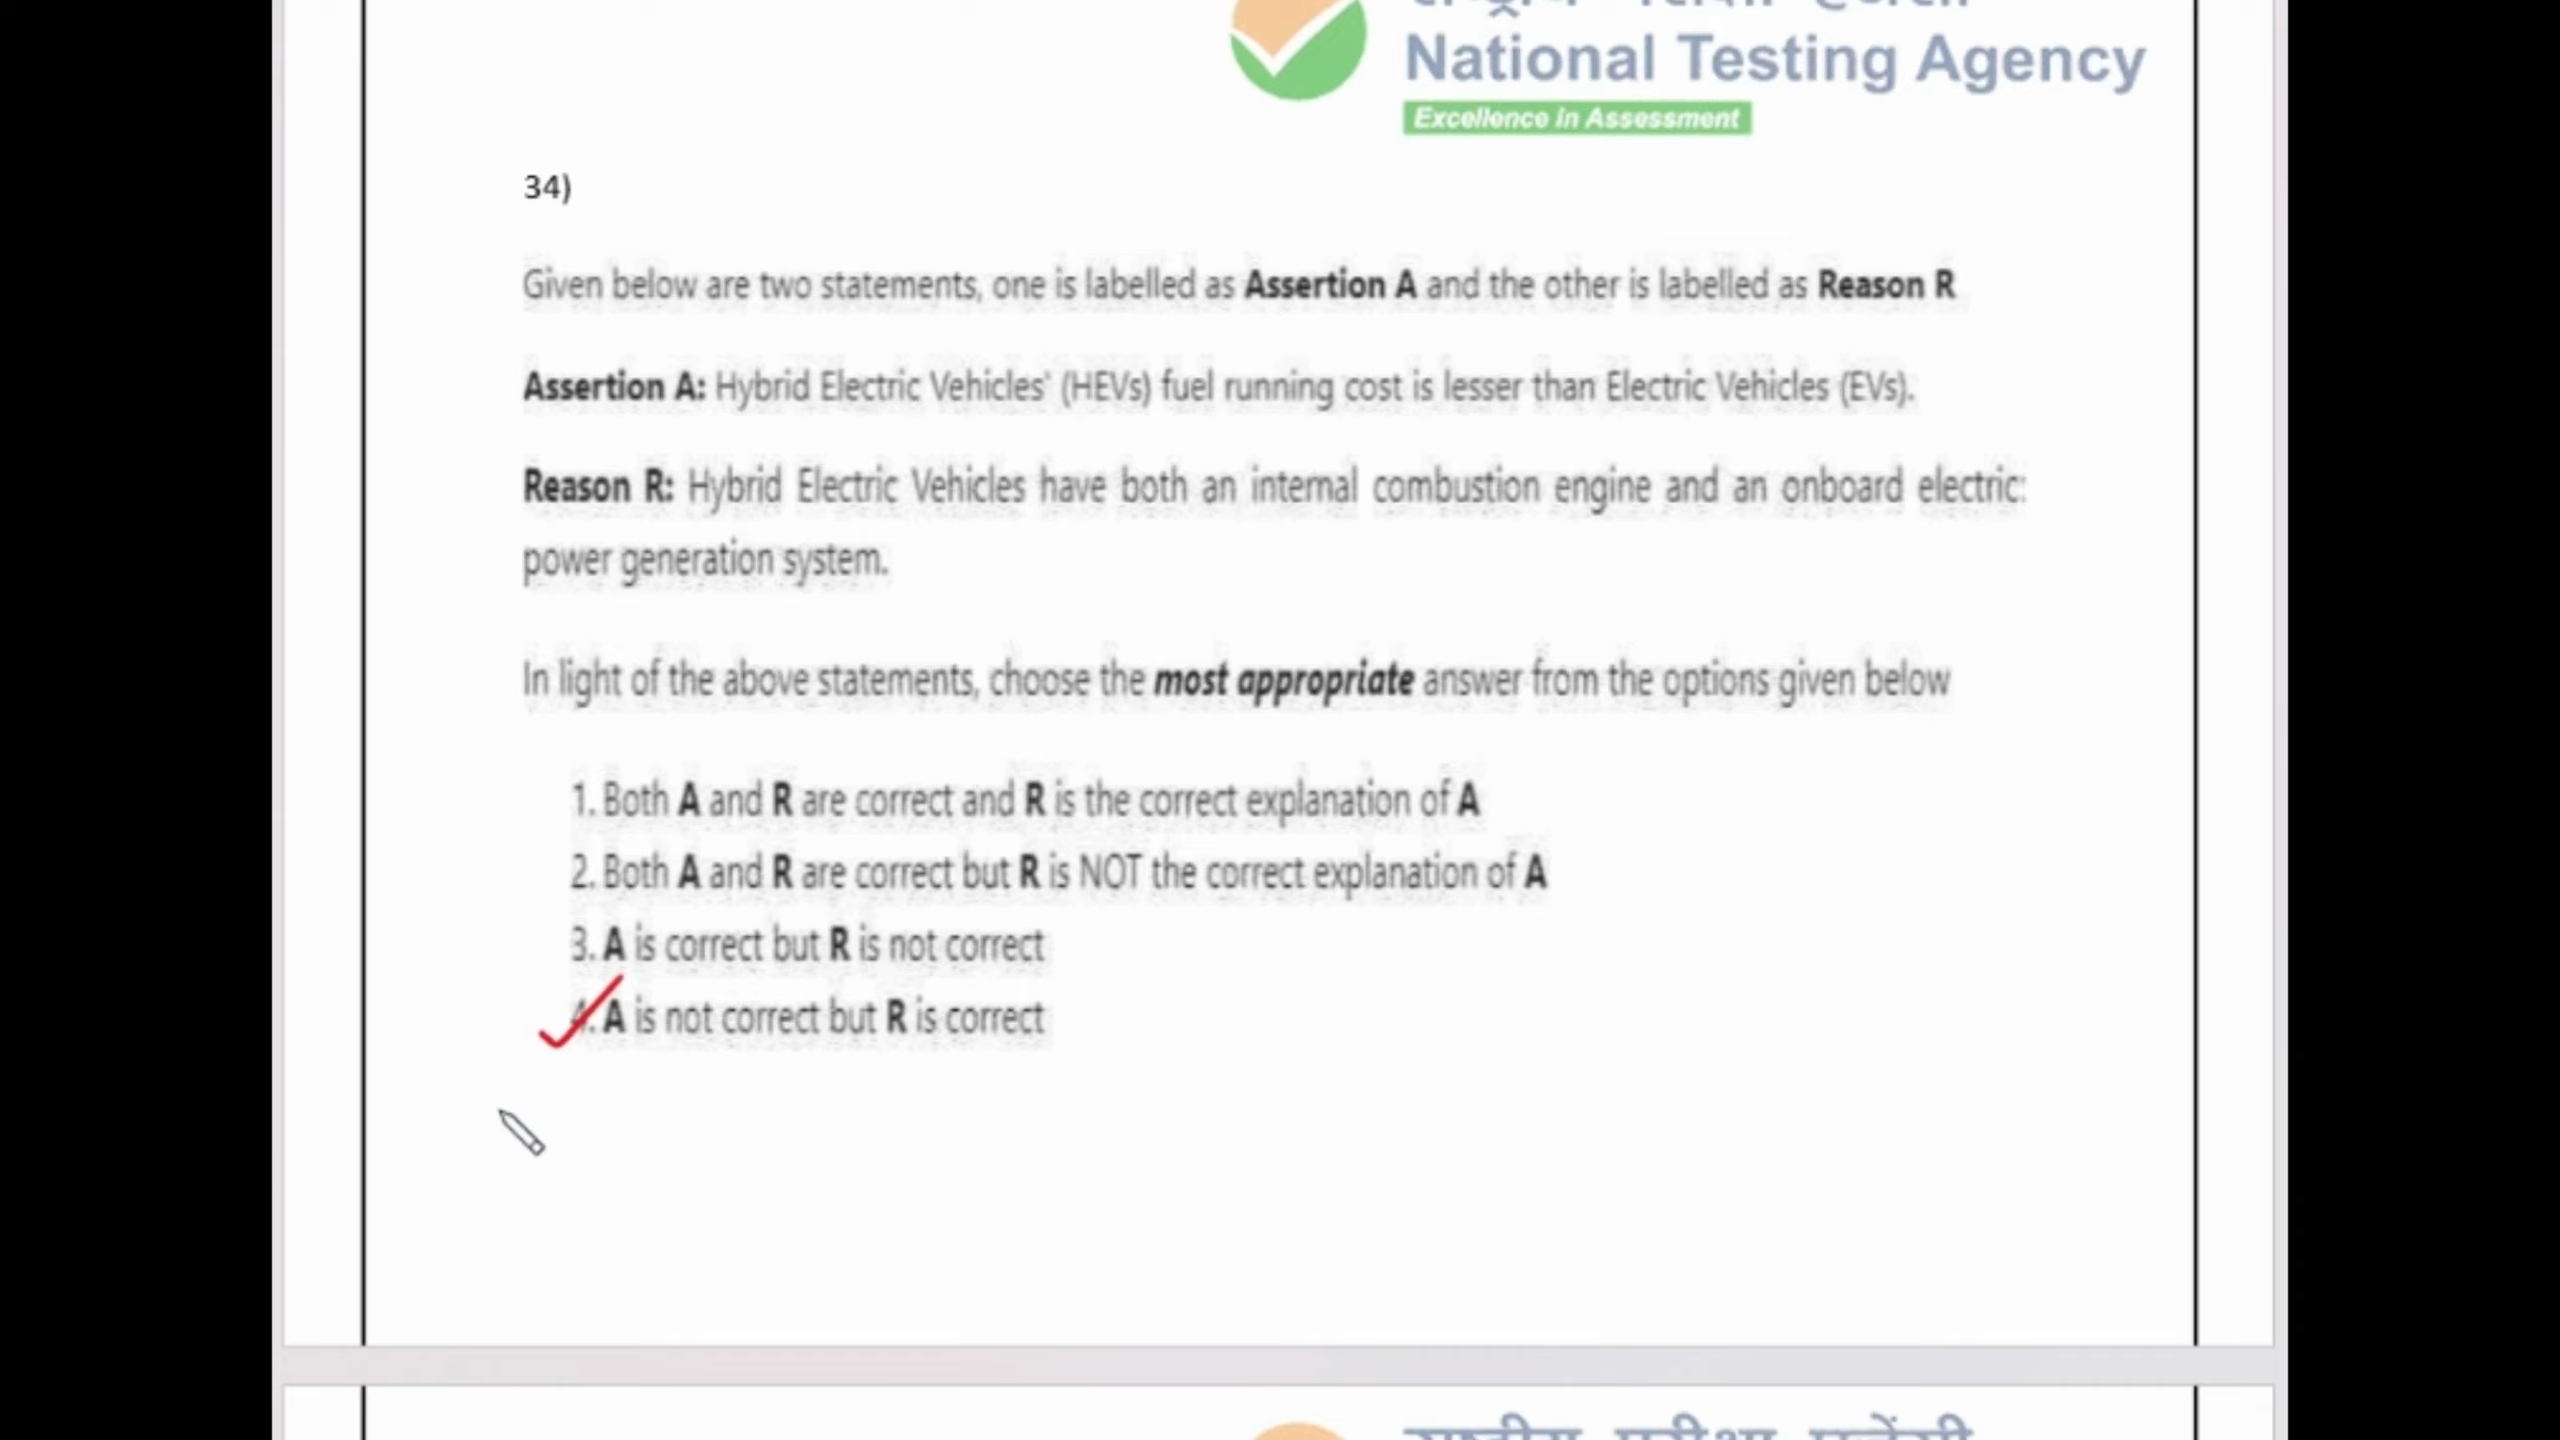 National Testing Agency
Excellence in Assessment
34)
Given below are two statements, one is labelled as Assertion A and the other is labelled as Reason R
Assertion A: Hybrid Electric Vehicles' (HEVs) fuel running cost is lesser than Electric Vehicles (EVs).
Reason R: Hybrid Electric Vehicles have both an internal combustion engine and an onboard electric:
power generation system.
In light of the above statements, choose the most appropriate answer from the options given below
1. Both A and R are correct and R is the correct explanation of A
2. Both A and R are correct but R is NOT the correct explanation of A
3. A is correct but R is not correct
4. A is not correct but R is correct